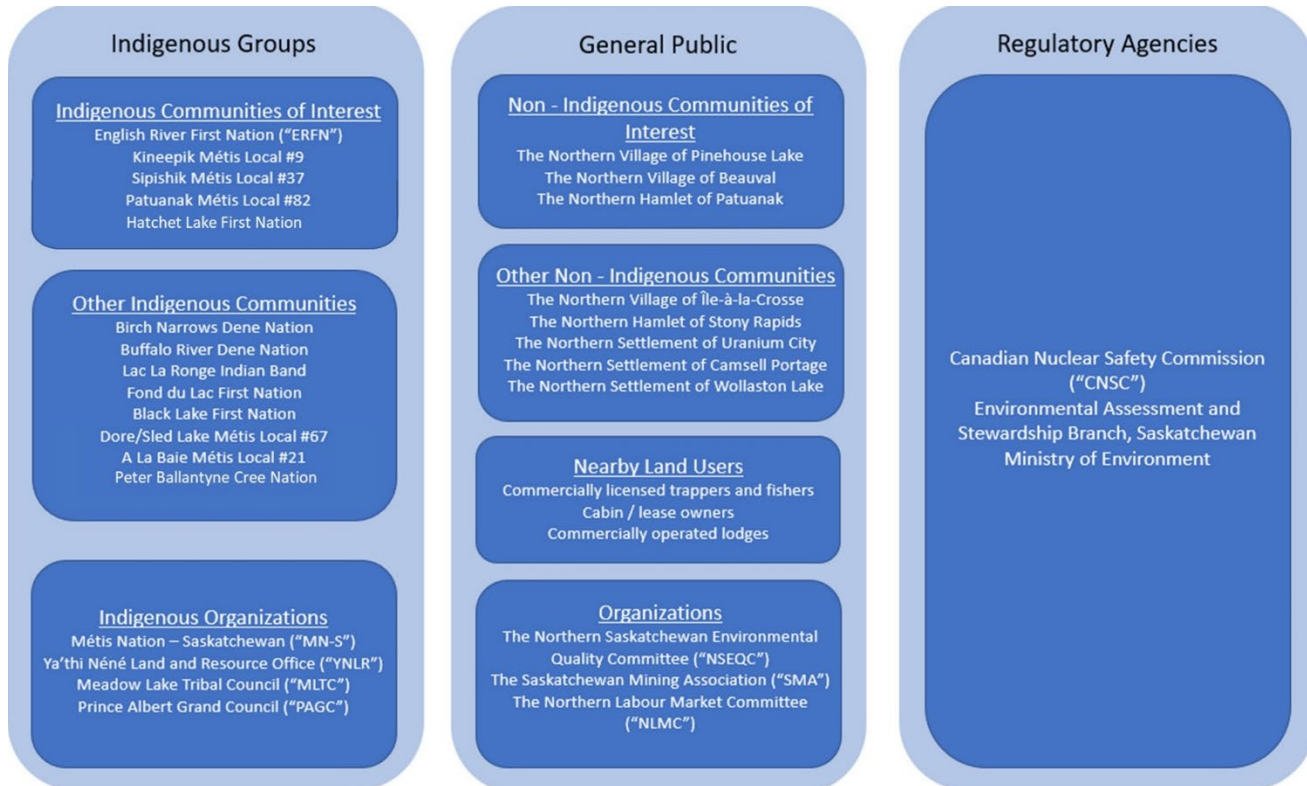 Indigenous Groups
Indigenous Communities of Interest
English River First Nation (“ERFN”)
Kineepik Métis Local #9
Sipishik Métis Local #37
Patuanak Métis Local #82
Hatchet Lake First Nation
Other Indigenous Communities
Birch Narrows Dene Nation
Buffalo River Dene Nation
Lac La Ronge Indian Band
Fond du Lac First Nation
Black Lake First Nation
Dore/Sled Lake Métis Local #67
A La Baie Métis Local #21
Peter Ballantyne Cree Nation
Indigenous Organizations
Métis Nation – Saskatchewan (“MN-S”)
Ya’thi Néné Land and Resource Office (“YNLR”)
Meadow Lake Tribal Council (“MLTC”)
Prince Albert Grand Council (“PAGC”)
General Public
Non - Indigenous Communities of
Interest
The Northern Village of Pinehouse Lake
The Northern Village of Beauval
The Northern Hamlet of Patuanak
Other Non - Indigenous Communities
The Northern Village of Île-à-la-Crosse
The Northern Hamlet of Stony Rapids
The Northern Settlement of Uranium City
The Northern Settlement of Camsell Portage
The Northern Settlement of Wollaston Lake
Nearby Land Users
Commercially licensed trappers and fishers
Cabin / lease owners
Commercially operated lodges
Organizations
The Northern Saskatchewan Environmental
Quality Committee (“NSEQC”)
The Saskatchewan Mining Association (“SMA”)
The Northern Labour Market Committee
(“NLMC”)
Regulatory Agencies
Canadian Nuclear Safety Commission
(“CNSC”)
Environmental Assessment and
Stewardship Branch, Saskatchewan
Ministry of Environment